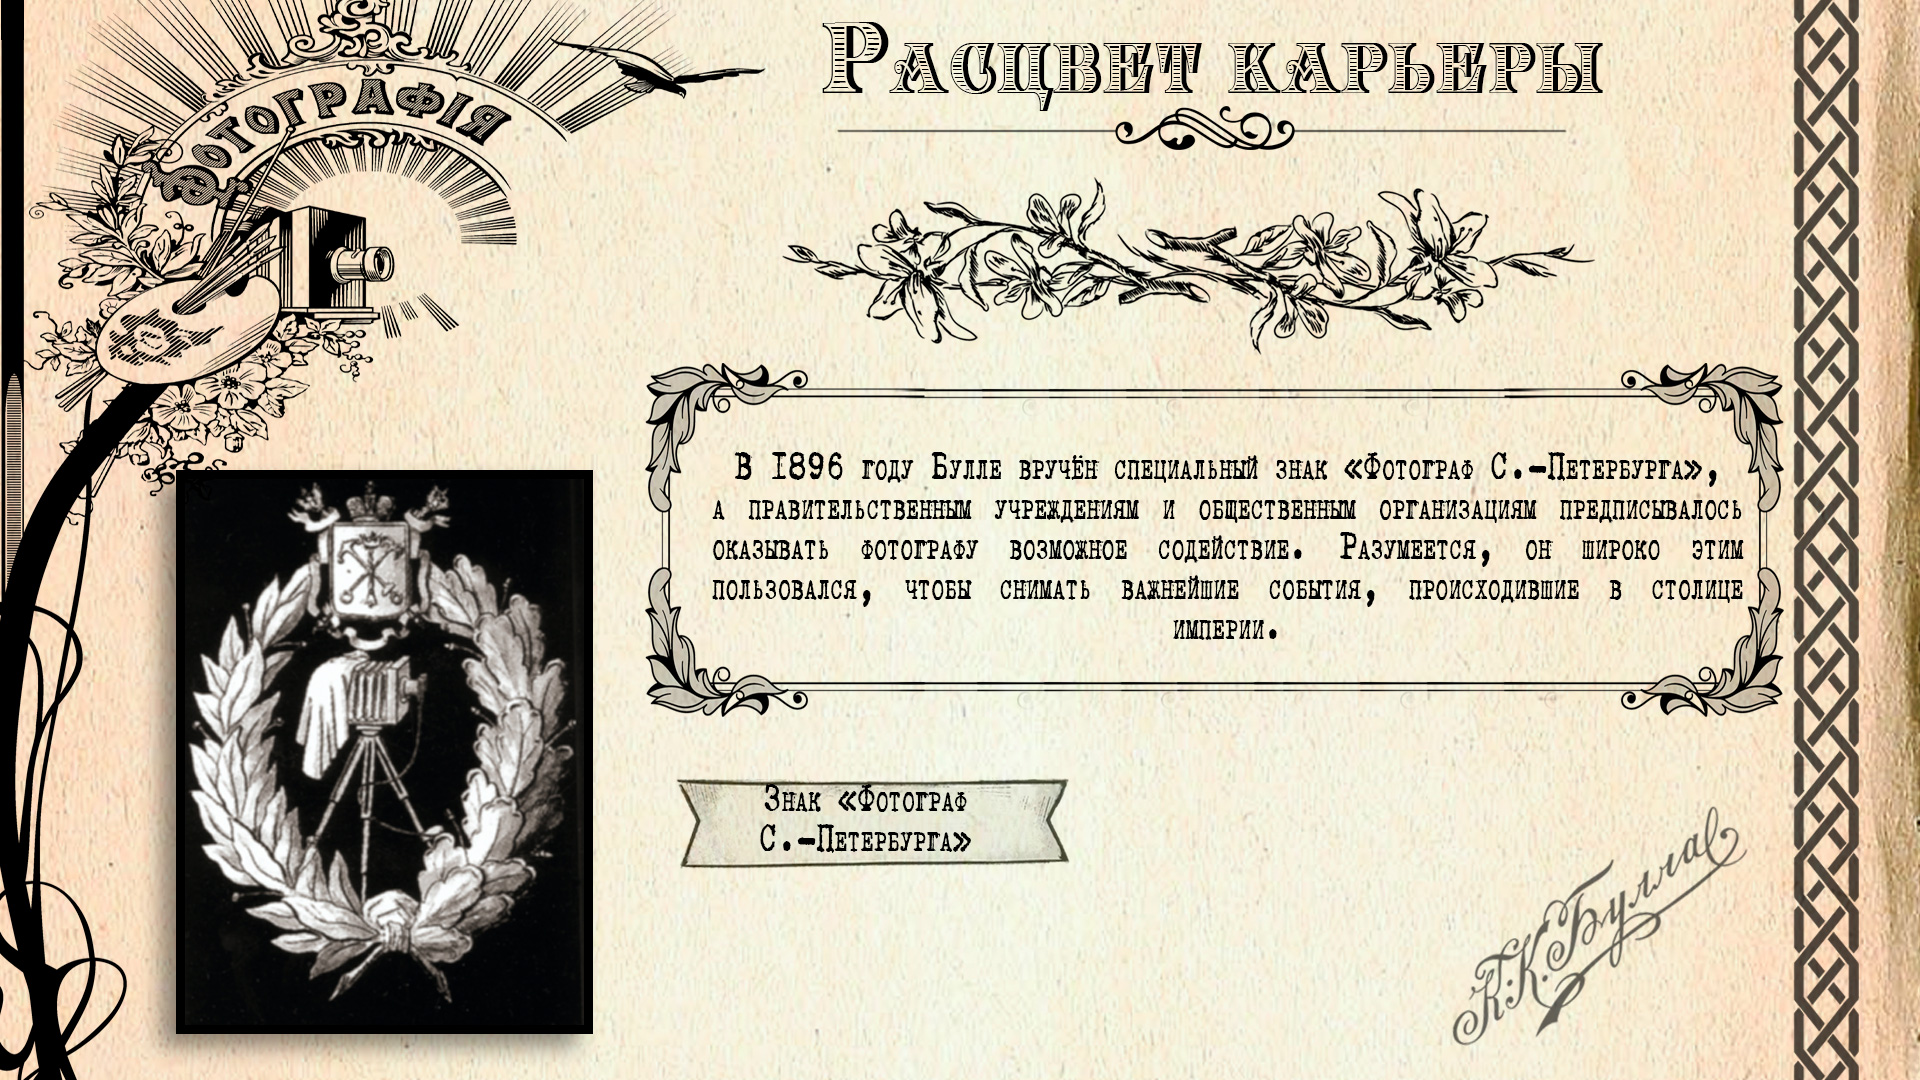 Фотографія
Расцвет карьеры
В 1896 году Булле вручён специальный знак «Фотограф С.-Петербурга»,
а правительственным учреждениям и общественным организациям предписывалось
оказывать фотографу возможное содействие. Разумеется, он широко этим
пользовался, чтобы снимать важнейшие события, происходившие в столице
империи.
Знак «Фотограф
С.-Петербурга»
К.К.Булла